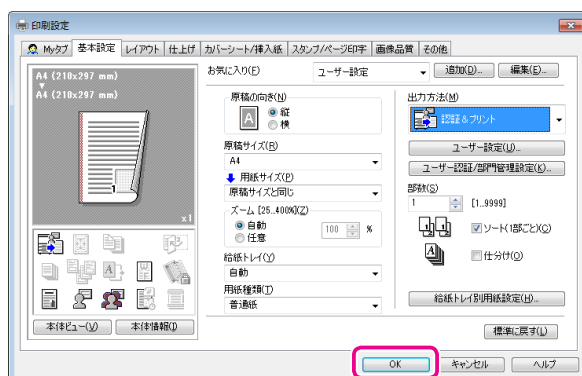 印刷設定
Myタブ 基本設定 レイアウト 仕上げ カバーシート/挿入紙 スタンプ/ページ印字 画像品質 その他
A4 (210x297 mm)
A4 (210x297 mm)
1
x1
本体ビュー(V) 本体情報(I)
お気に入り(F) ユーザー設定 追加(D)... 編集(E)...
原稿の向き(N)
A
縦
横
原稿サイズ(R)
A4
用紙サイズ(P)
原稿サイズと同じ
ズーム [25..400%](Z)
自動
任意
100 %
給紙トレイ(Y)
自動
用紙種類(T)
普通紙
出力方法(M)
認証&プリント
ユーザー設定(U)...
ユーザー認証/部門管理設定(K)...
部数(S)
1 [1..9999]
ソート(1部ごと)(O)
仕分け(O)
給紙トレイ別用紙設定(H)...
標準に戻す(L)
OK キャンセル ヘルプ